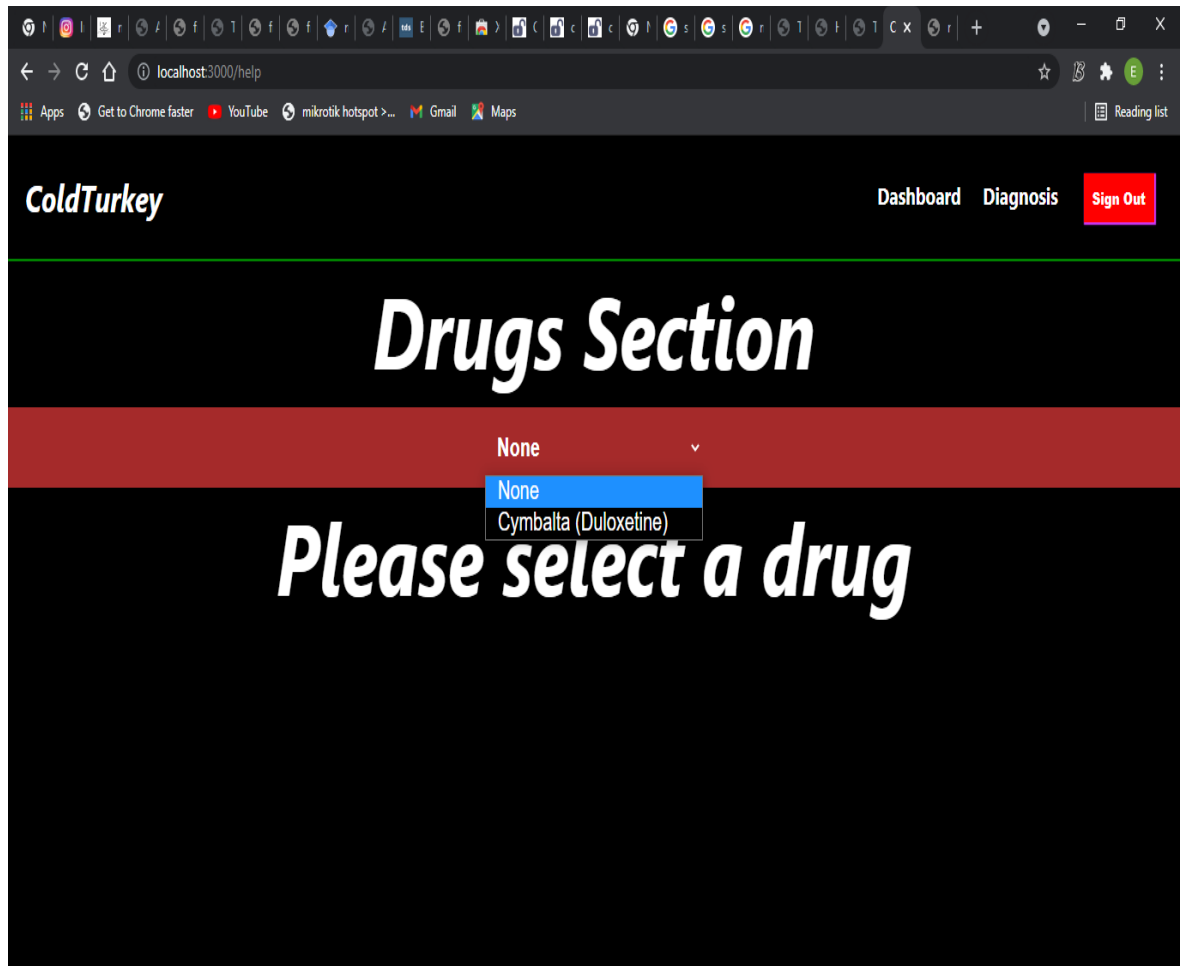 localhost:3000/help
Apps Get to Chrome faster YouTube mikrotik hotspot >... Gmail Maps Reading list
ColdTurkey Dashboard Diagnosis Sign Out
Drugs Section
None
None
Cymbalta (Duloxetine)
Please select a drug